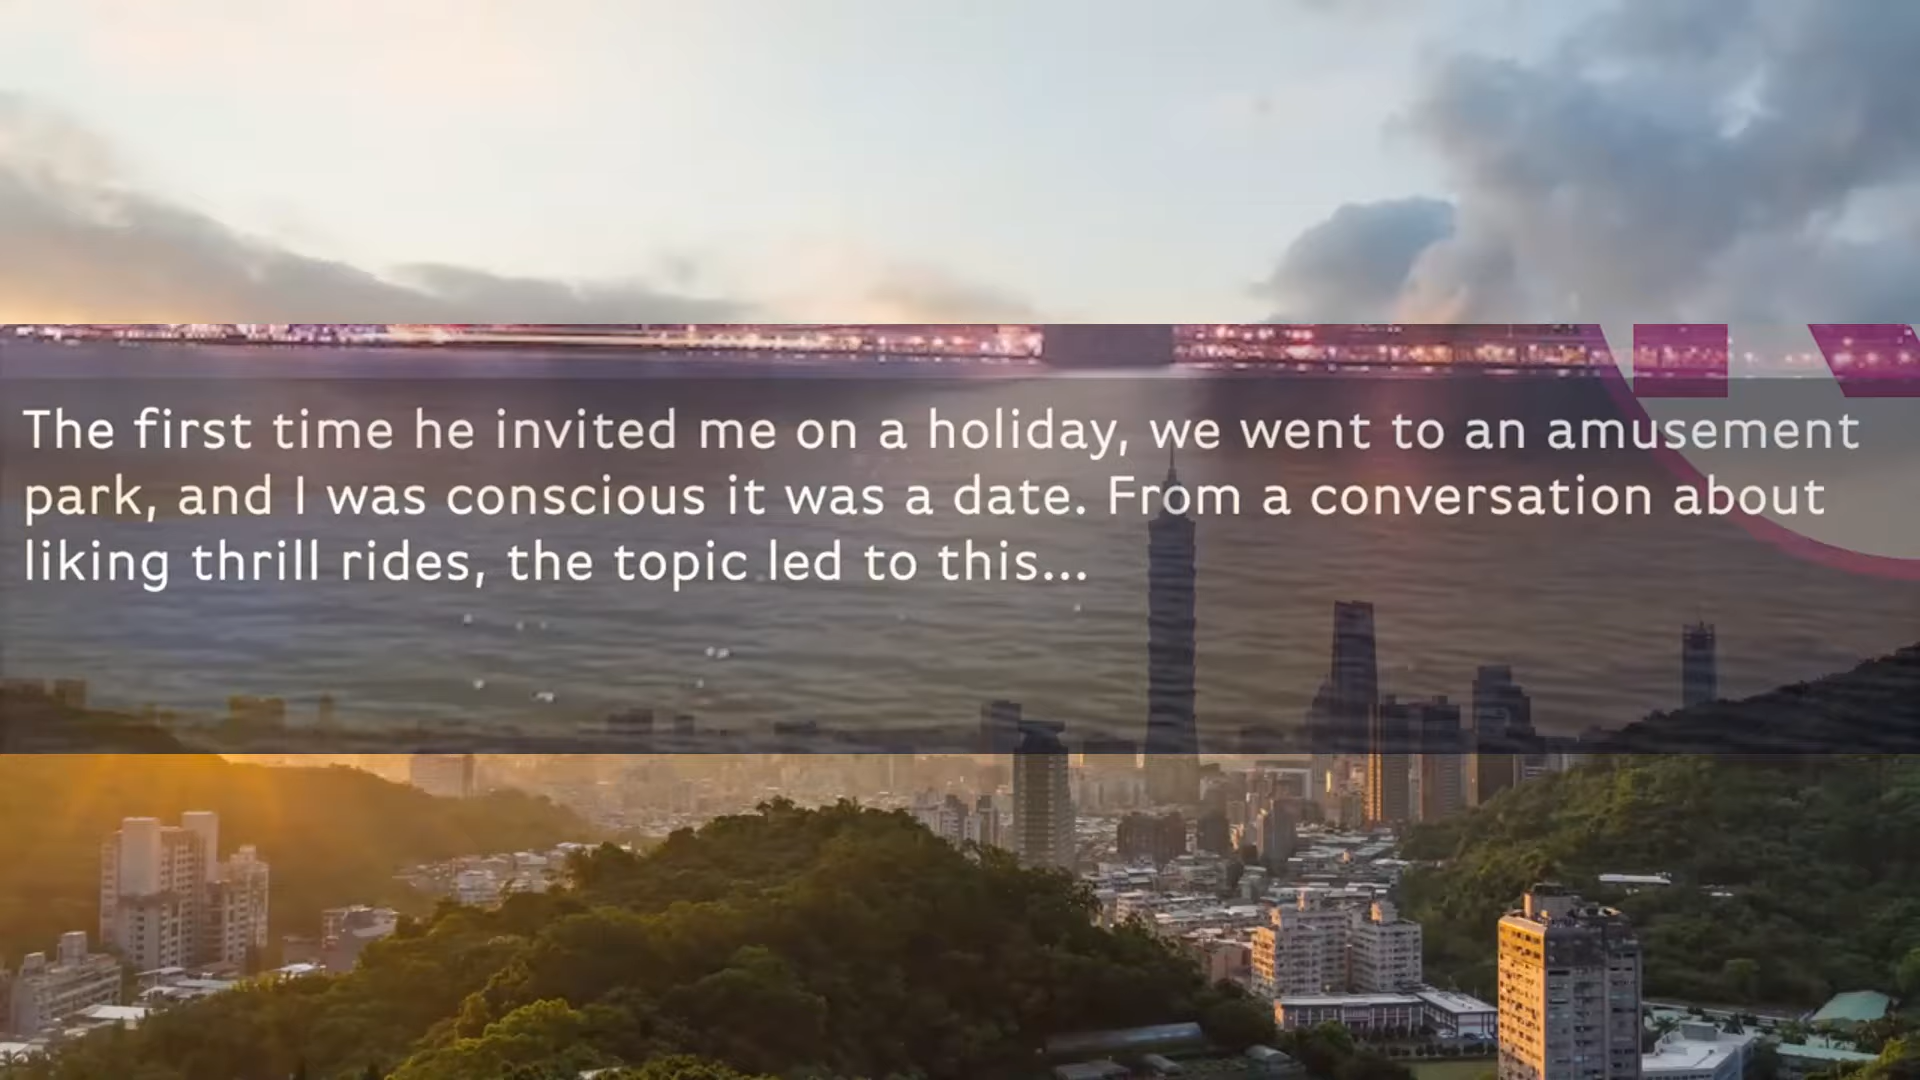 The first time he invited me on a holiday, we went to an amusement
park, and I was conscious it was a date. From a conversation about
liking thrill rides, the topic led to this...